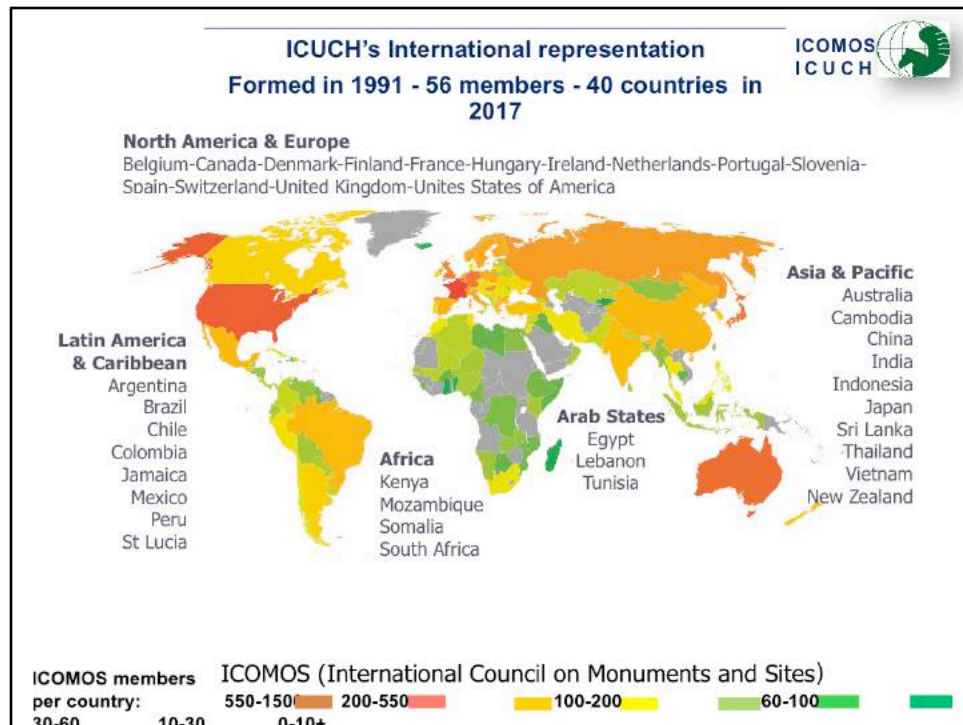 ICUCH's International representation
Formed in 1991 - 56 members - 40 countries in
2017
ICOMOS
ICUCH
North America & Europe
Belgium-Canada-Denmark-Finland-France-Hungary-Ireland-Netherlands-Portugal-Slovenia-
Spain-Switzerland-United Kingdom-Unites States of America
Latin America
& Caribbean
Argentina
Brazil
Chile
Colombia
Jamaica
Mexico
Peru
St Lucia
Africa
Kenya
Mozambique
Somalia
South Africa
Arab States
Egypt
Lebanon
Tunisia
Asia & Pacific
Australia
Cambodia
China
India
Indonesia
Japan
Sri Lanka
Thailand
Vietnam
New Zealand
ICOMOS members
per country:
ICOMOS (International Council on Monuments and Sites)
550-1500 200-550 100-200 60-100
30-60 10-30 0-10+